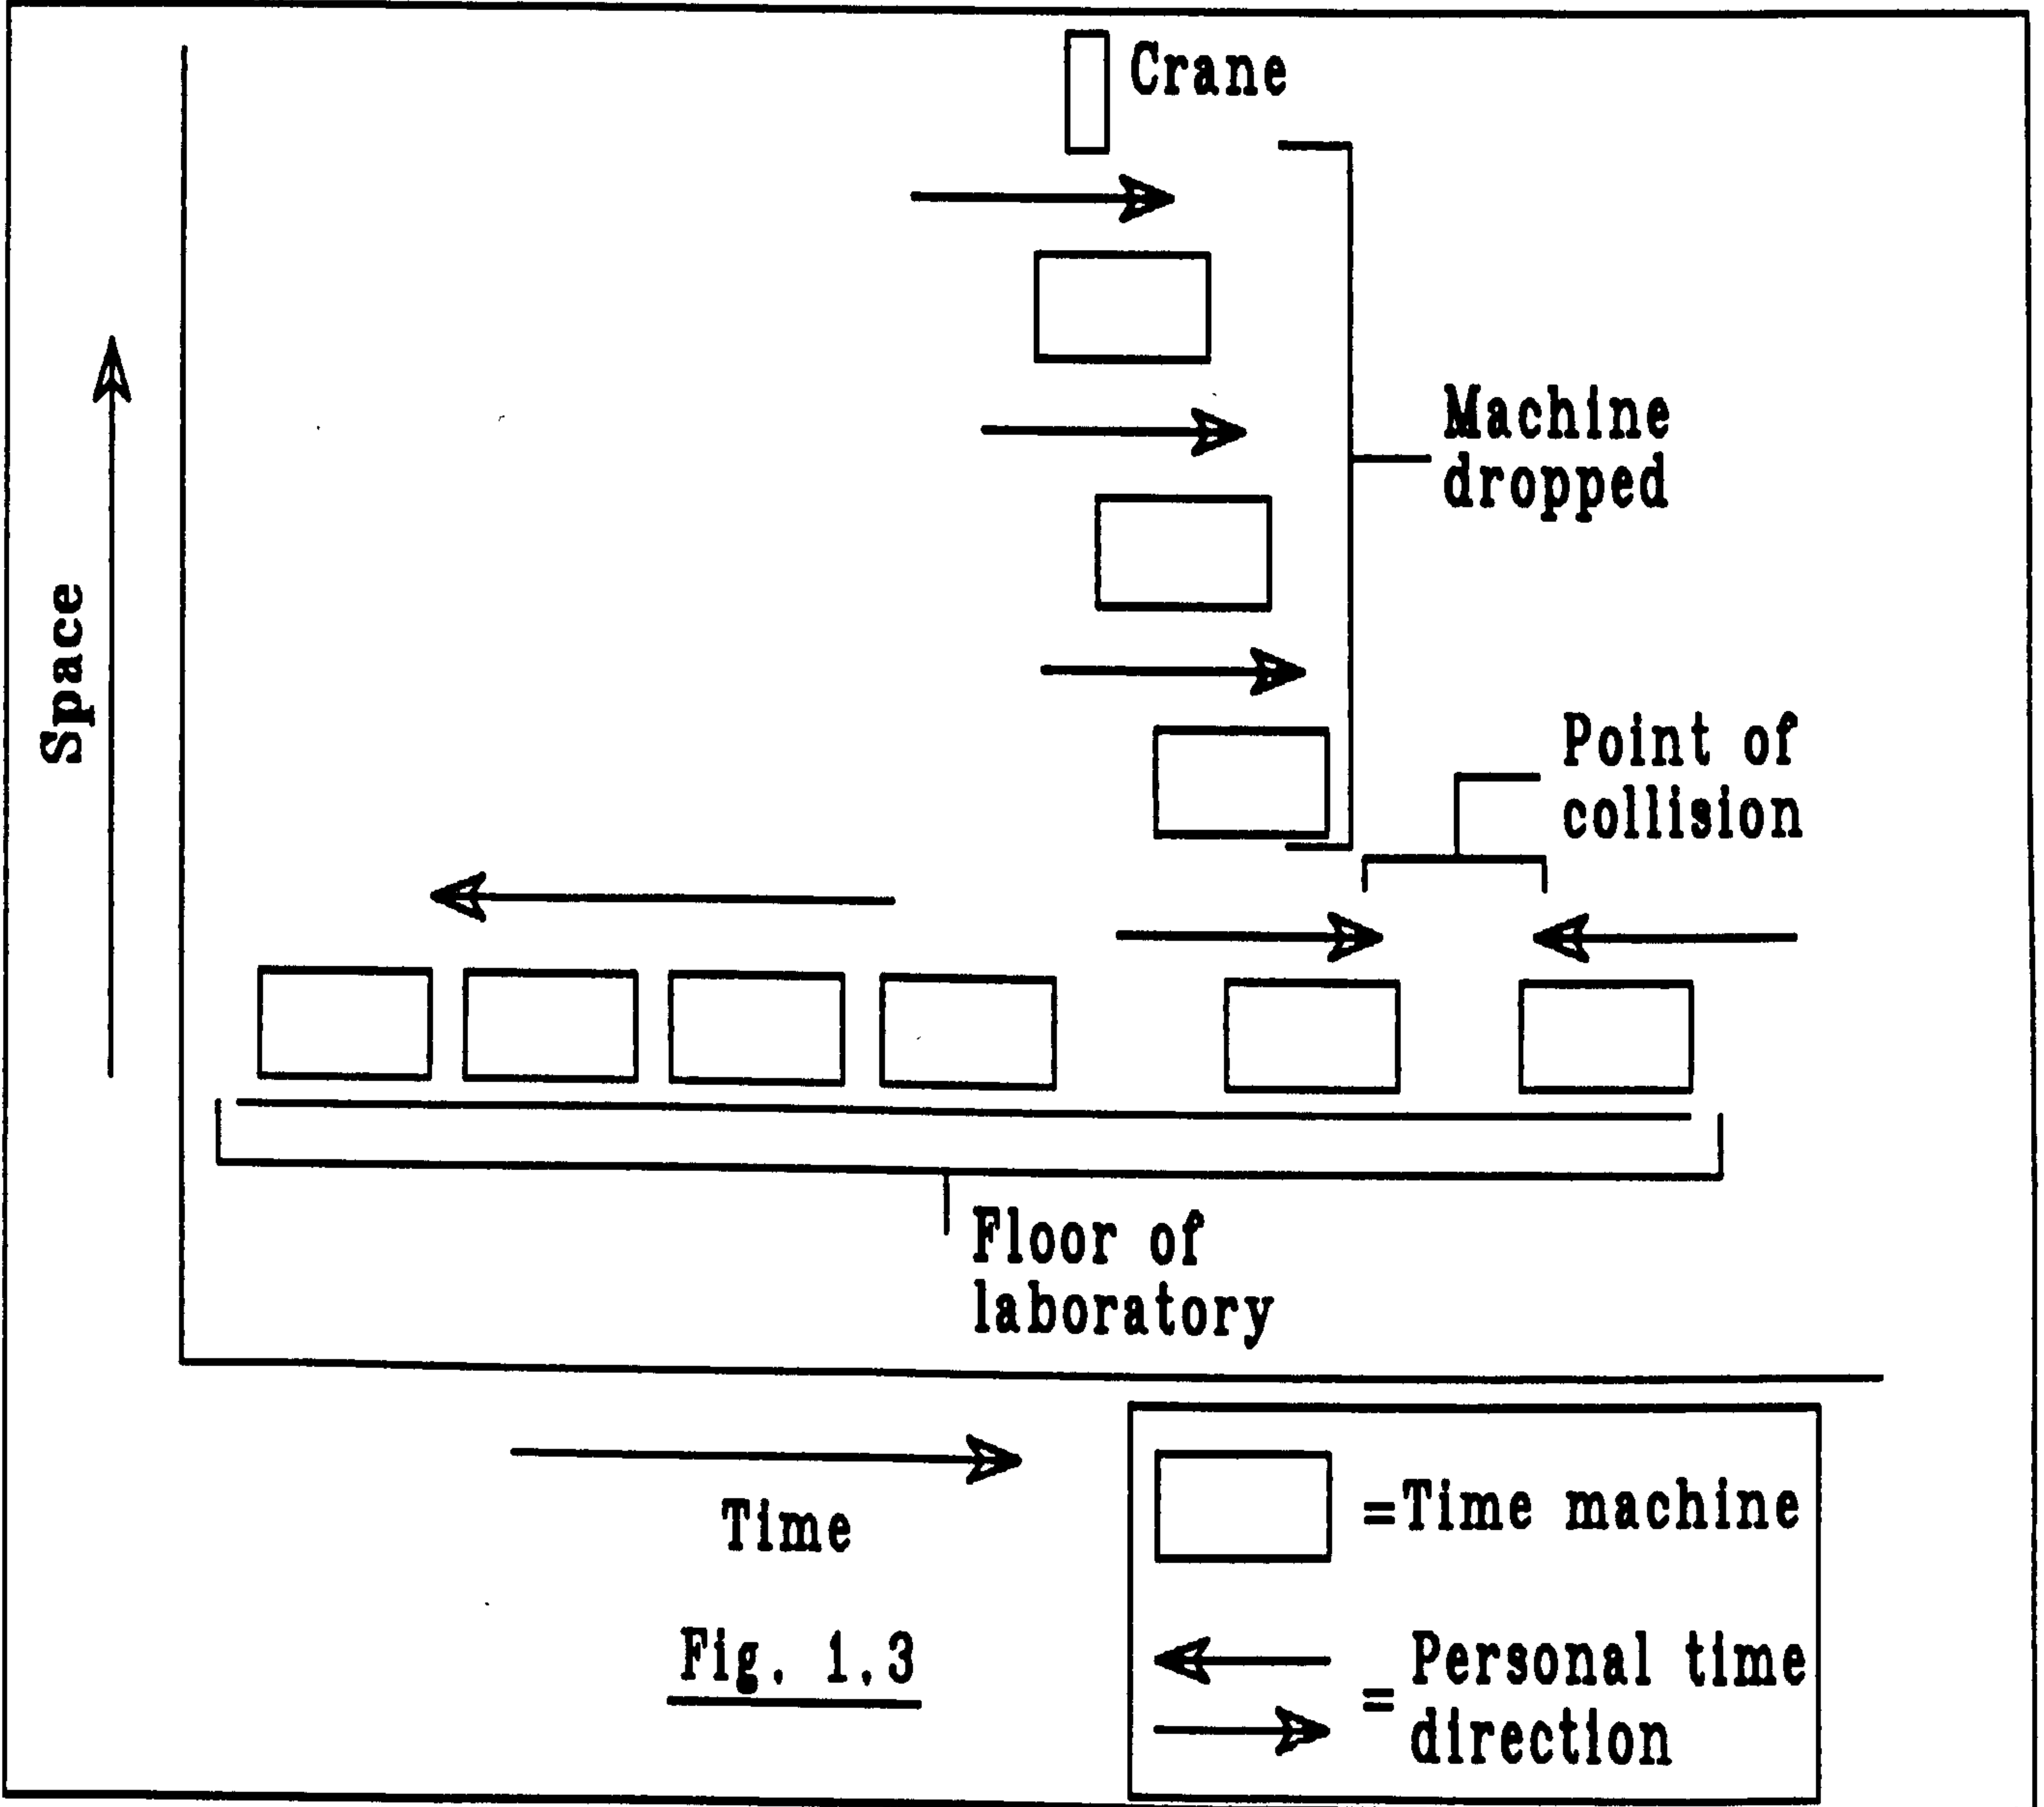 Crane
Machine
dropped
Space
Point of
collision
Floor of
laboratory
=Time machine
Time
Personal time
=
direction
Fig. 1.3